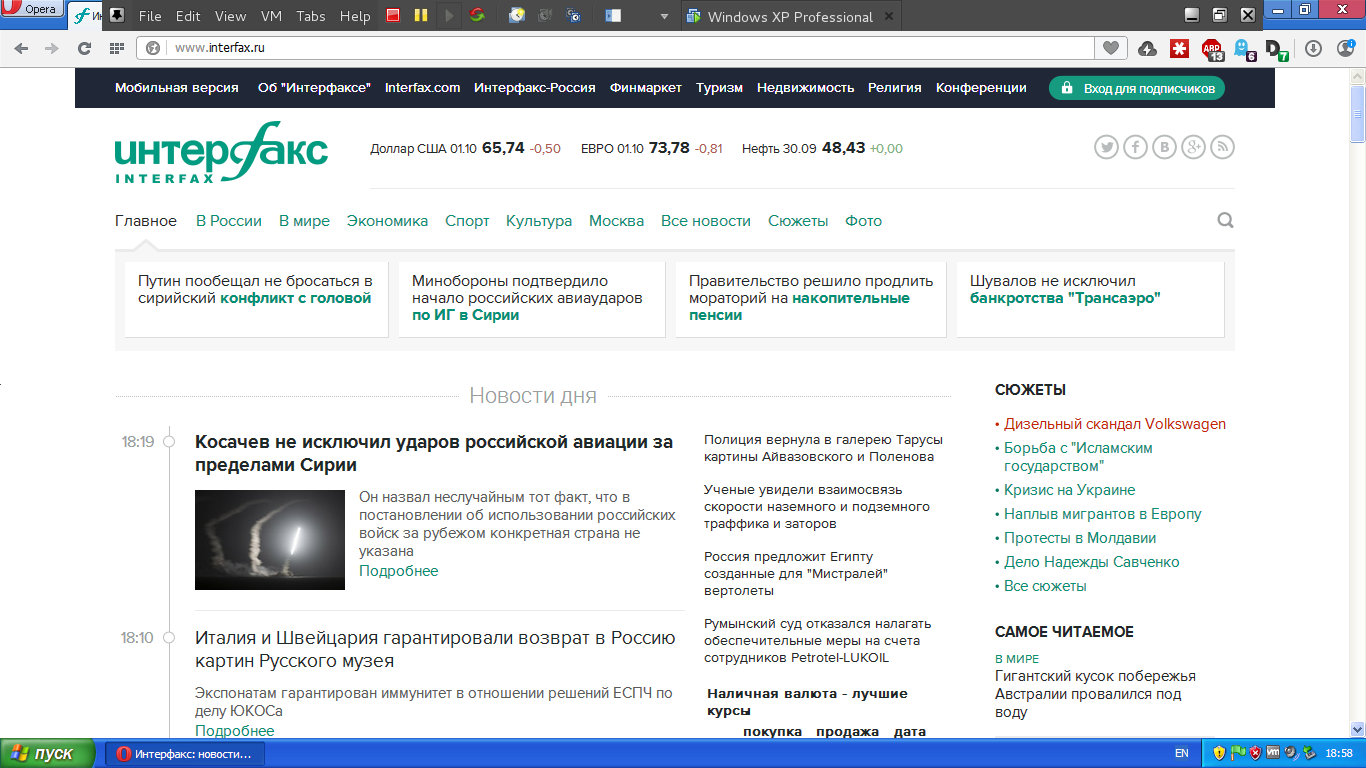 Opera
File Edit View VM Tabs Help
Windows XP Professional
www.interfax.ru
ABP
13
6
D
7
1
Мобильная версия Об "Интерфаксе" Interfax.com Интерфакс-Россия Финмаркет Туризм Недвижимость Религия Конференции Вход для подписчиков
интерфакс
INTERFAX
Доллар США 01.10 65,74 -0,50 ЕВРО 01.10 73,78 -0,81 Нефть 30.09 48,43 +0,00
Главное В России В мире Экономика Спорт Культура Москва Все новости Сюжеты Фото
Путин пообещал не бросаться в
сирийский конфликт с головой
Минобороны подтвердило
начало российских авиаударов
по ИГ в Сирии
Правительство решило продлить
мораторий на накопительные
пенсии
Шувалов не исключил
банкротства "Трансаэро"
Новости дня
18:19
Косачев не исключил ударов российской авиации за
пределами Сирии
Он назвал неслучайным тот факт, что в
постановлении об использовании российских
войск за рубежом конкретная страна не
указана
Подробнее
18:10
Италия и Швейцария гарантировали возврат в Россию
картин Русского музея
Экспонатам гарантирован иммунитет в отношении решений ЕСПЧ по
делу ЮКОСа
Подробнее
Полиция вернула в галерею Тарусы
картины Айвазовского и Поленова
Ученые увидели взаимосвязь
скорости наземного и подземного
траффика и заторов
Россия предложит Египту
созданные для "Мистралей"
вертолеты
Румынский суд отказался налагать
обеспечительные меры на счета
сотрудников Petrotel-LUKOIL
Наличная валюта - лучшие
курсы
покупка продажа дата
СЮЖЕТЫ
• Дизельный скандал Volkswagen
• Борьба с "Исламским
государством"
• Кризис на Украине
• Наплыв мигрантов в Европу
• Протесты в Молдавии
• Дело Надежды Савченко
• Все сюжеты
САМОЕ ЧИТАЕМОЕ
В МИРЕ
Гигантский кусок побережья
Австралии провалился под
воду
пуск
Интерфакс: новости...
EN
vm
18:58